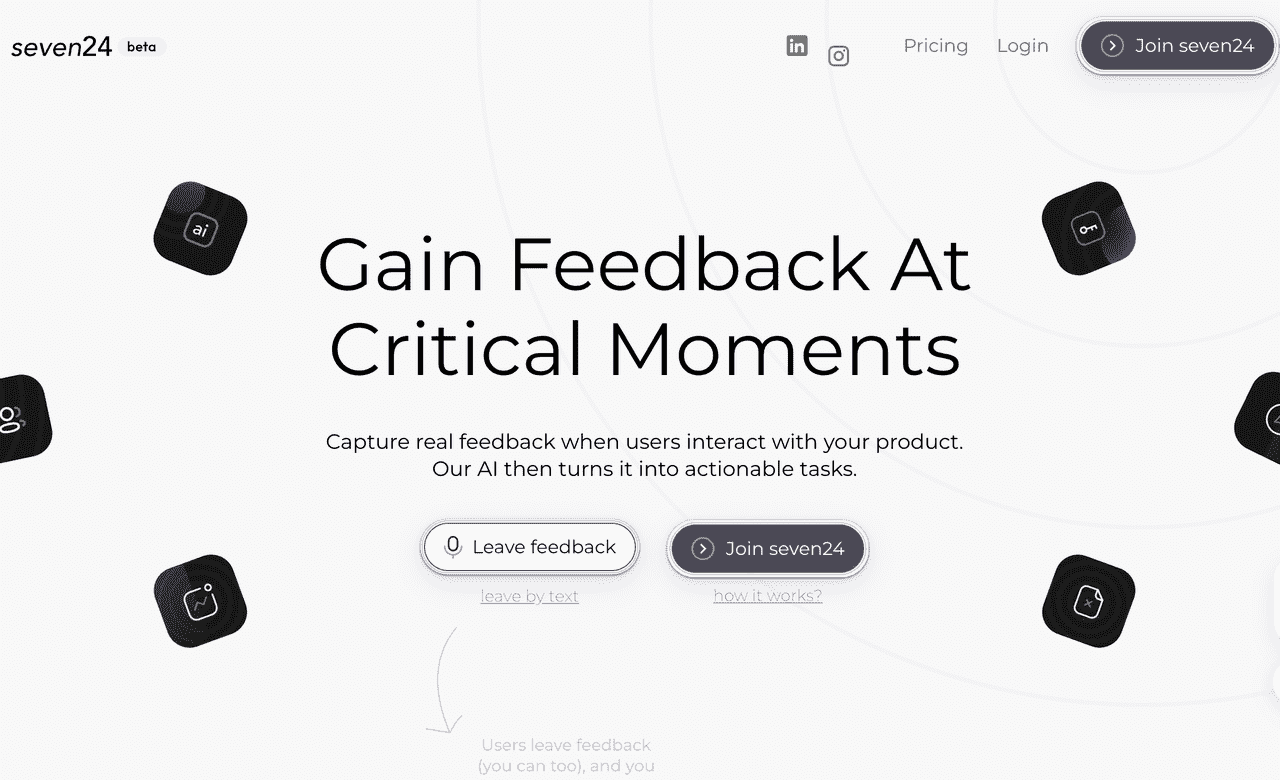 seven24 beta
Pricing
Login
Join seven24
ai
Gain Feedback At
Critical Moments
Capture real feedback when users interact with your product.
Our AI then turns it into actionable tasks.
Leave feedback
Join seven24
leave by text
how it works?
Users leave feedback
(you can too), and you